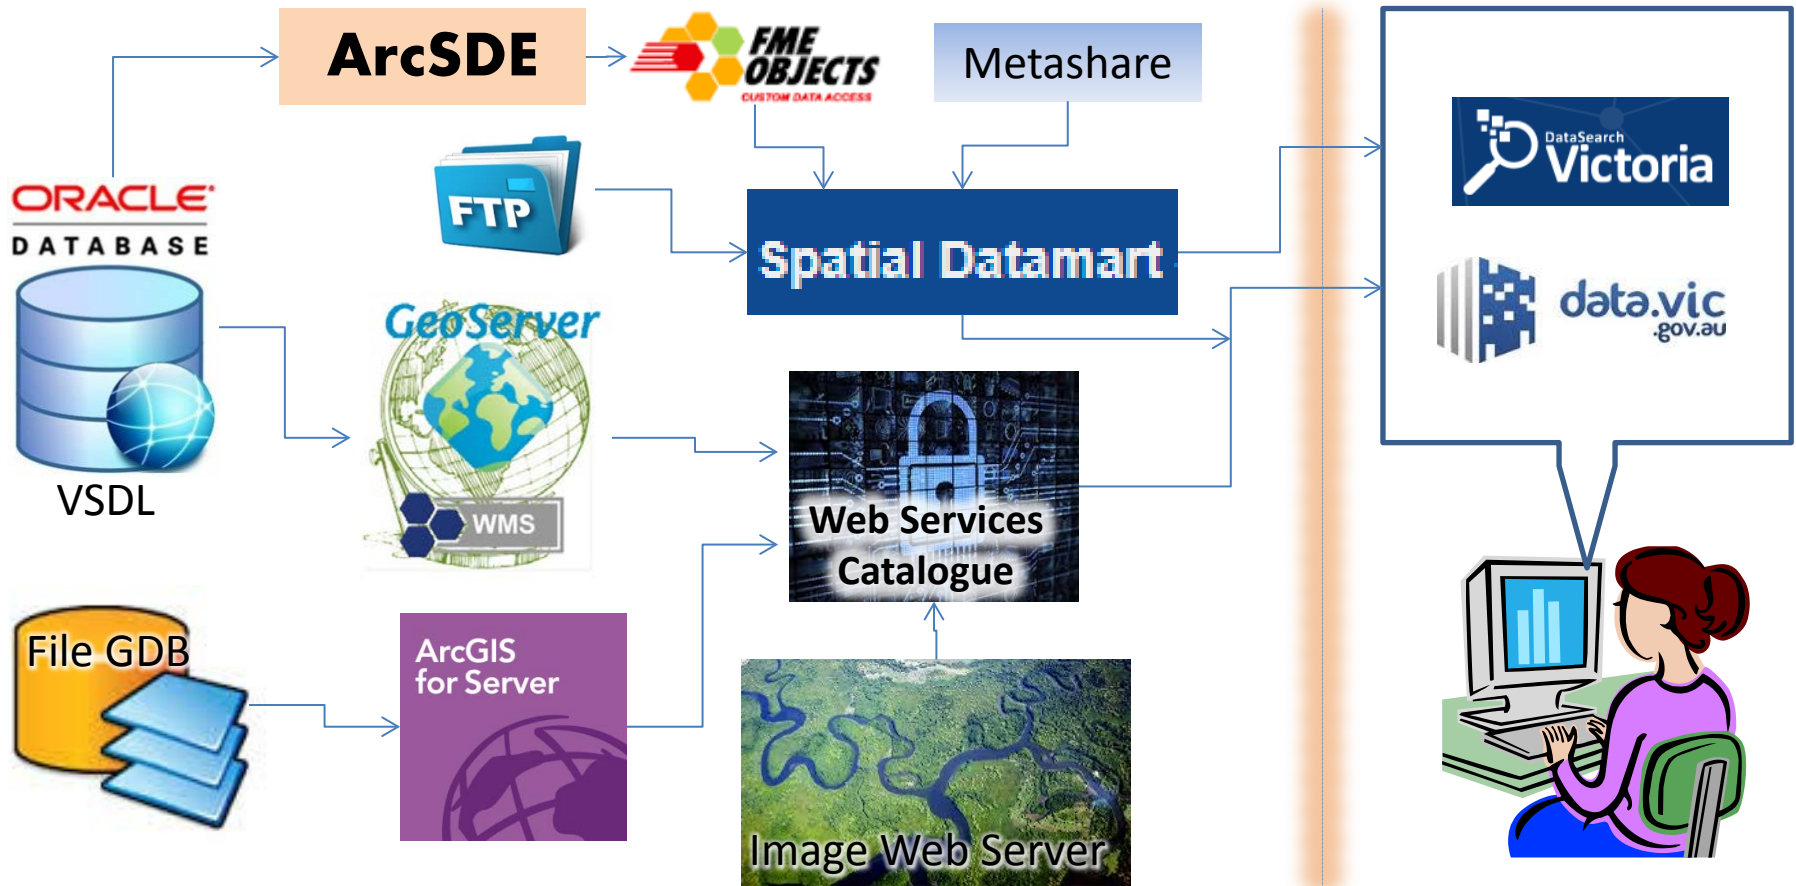 ArcSDE
FME
OBJECTS
CUSTOM DATA ACCESS
Metashare
DataSearch
Victoria
FTP
ORACLE
DATABASE
Spatial Datamart
data.vic
.gov.au
GeoServer
WMS
VSDL
Web Services
Catalogue
File GDB
ArcGIS
for Server
Image Web Server